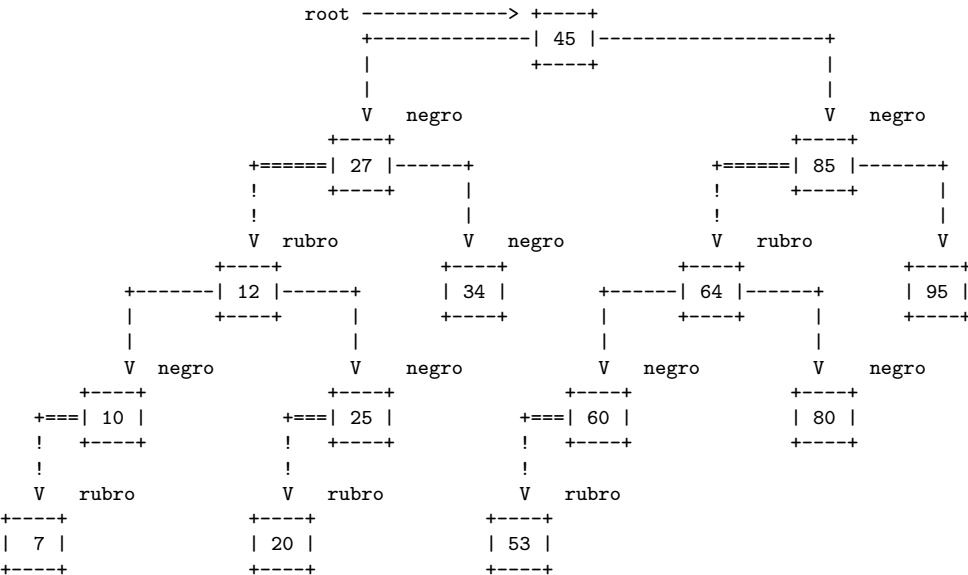 root -------------> +----+
+---------------| 45 |---------------------+
| +----+ |
| |
V negro V negro
+----+ +----+
+======| 27 |------+ +======| 85 |-------+
! +----+ | ! +----+ |
! | ! |
V rubro V negro V rubro V
+----+ +----+ +----+ +----+
+-------| 12 |------+ | 34 | +------| 64 |------+ | 95 |
| +----+ | +----+ | +----+ | +----+
| | | |
V negro V negro V negro V negro
+----+ +----+ +----+ +----+
+===| 10 | +===| 25 | +===| 60 | | 80 |
! +----+ ! +----+ ! +----+ +----+
! ! !
V rubro V rubro V rubro
+----+ +----+ +----+
| 7 | | 20 | | 53 |
+----+ +----+ +----+